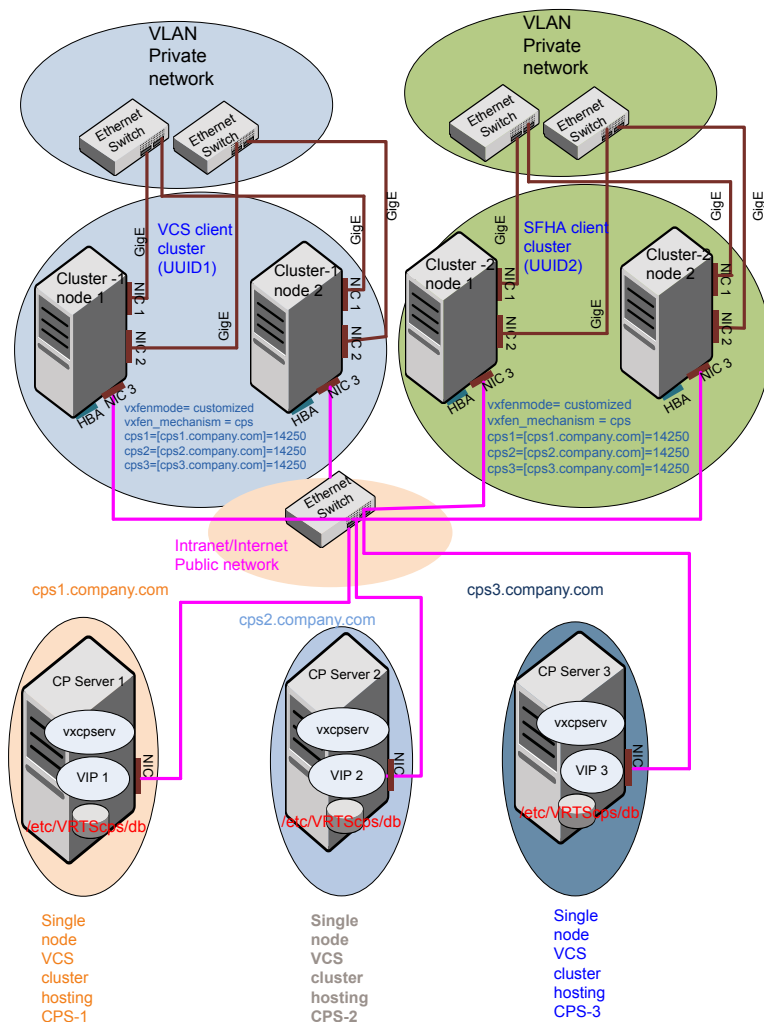 VLAN
Private
network
VLAN
Private
network
Ethernet
Switch
Ethernet
Switch
Ethernet
Switch
Ethernet
Switch
GigE
GigE
GigE
GigE
GigE
GigE
GigE
GigE
VCS client
cluster
(UUID1)
SFHA client
cluster
(UUID2)
Cluster -1
node 1
NIC 1
NIC 2
NIC 3
HBA
Cluster-1
node 2
NIC 1
NIC 2
NIC 3
HBA
Cluster -2
node 1
NIC 1
NIC 2
NIC 3
HBA
Cluster-2
node 2
NIC 1
NIC 2
NIC 3
HBA
vxfenmode= customized
vxfen_mechanism = cps
cps1=[cps1.company.com]=14250
cps2=[cps2.company.com]=14250
cps3=[cps3.company.com]=14250
vxfenmode= customized
vxfen_mechanism = cps
cps1=[cps1.company.com]=14250
cps2=[cps2.company.com]=14250
cps3=[cps3.company.com]=14250
Ethernet
Switch
Intranet/Internet
Public network
cps1.company.com
cps2.company.com
cps3.company.com
CP Server 1
vxcpserv
VIP 1
NIC
/etc/VRTScps/db
CP Server 2
vxcpserv
VIP 2
NIC
/etc/VRTScps/db
CP Server 3
vxcpserv
VIP 3
NIC
/etc/VRTScps/db
Single
node
VCS
cluster
hosting
CPS-1
Single
node
VCS
cluster
hosting
CPS-2
Single
node
VCS
cluster
hosting
CPS-3